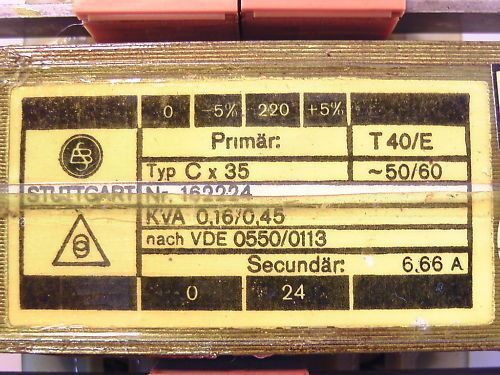 0 -5% 220 +5%
Primär: T 40/E
Typ C x 35 ~50/60
STUTTGART Nr. 162224
KVA 0,16/0,45
nach VDE 0550/0113
Secundär: 6.66 A
0 24